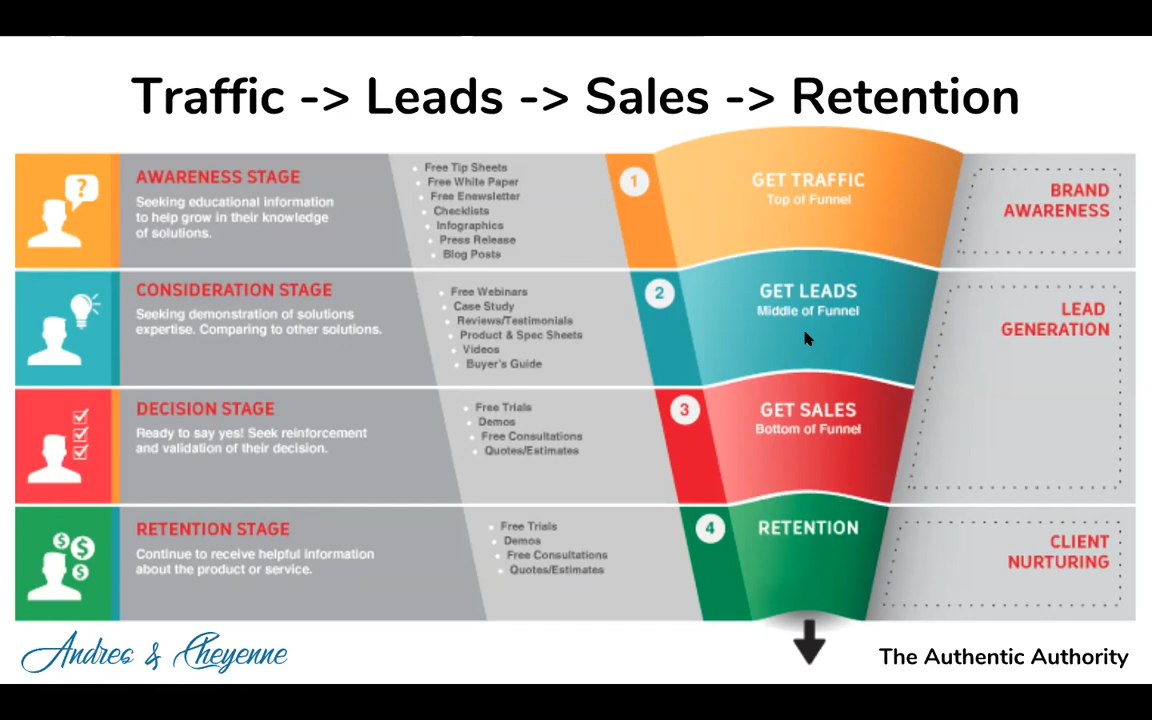 Traffic -> Leads -> Sales -> Retention
AWARENESS STAGE
Seeking educational information
to help grow in their knowledge
of solutions.
Free Tip Sheets
Free White Paper
Free Enewsletter
Checklists
Infographics
Press Release
Blog Posts
1
GET TRAFFIC
Top of Funnel
BRAND
AWARENESS
?
CONSIDERATION STAGE
Seeking demonstration of solutions
expertise. Comparing to other solutions.
Free Webinars
Case Study
Reviews/Testimonials
Product & Spec Sheets
Videos
Buyer's Guide
2
GET LEADS
Middle of Funnel
LEAD
GENERATION
DECISION STAGE
Ready to say yes! Seek reinforcement
and validation of their decision.
Free Trials
Demos
Free Consultations
Quotes/Estimates
3
GET SALES
Bottom of Funnel
$ $
$
RETENTION STAGE
Continue to receive helpful information
about the product or service.
Free Trials
Demos
Free Consultations
Quotes/Estimates
4
RETENTION
CLIENT
NURTURING
Andres & Cheyenne
The Authentic Authority